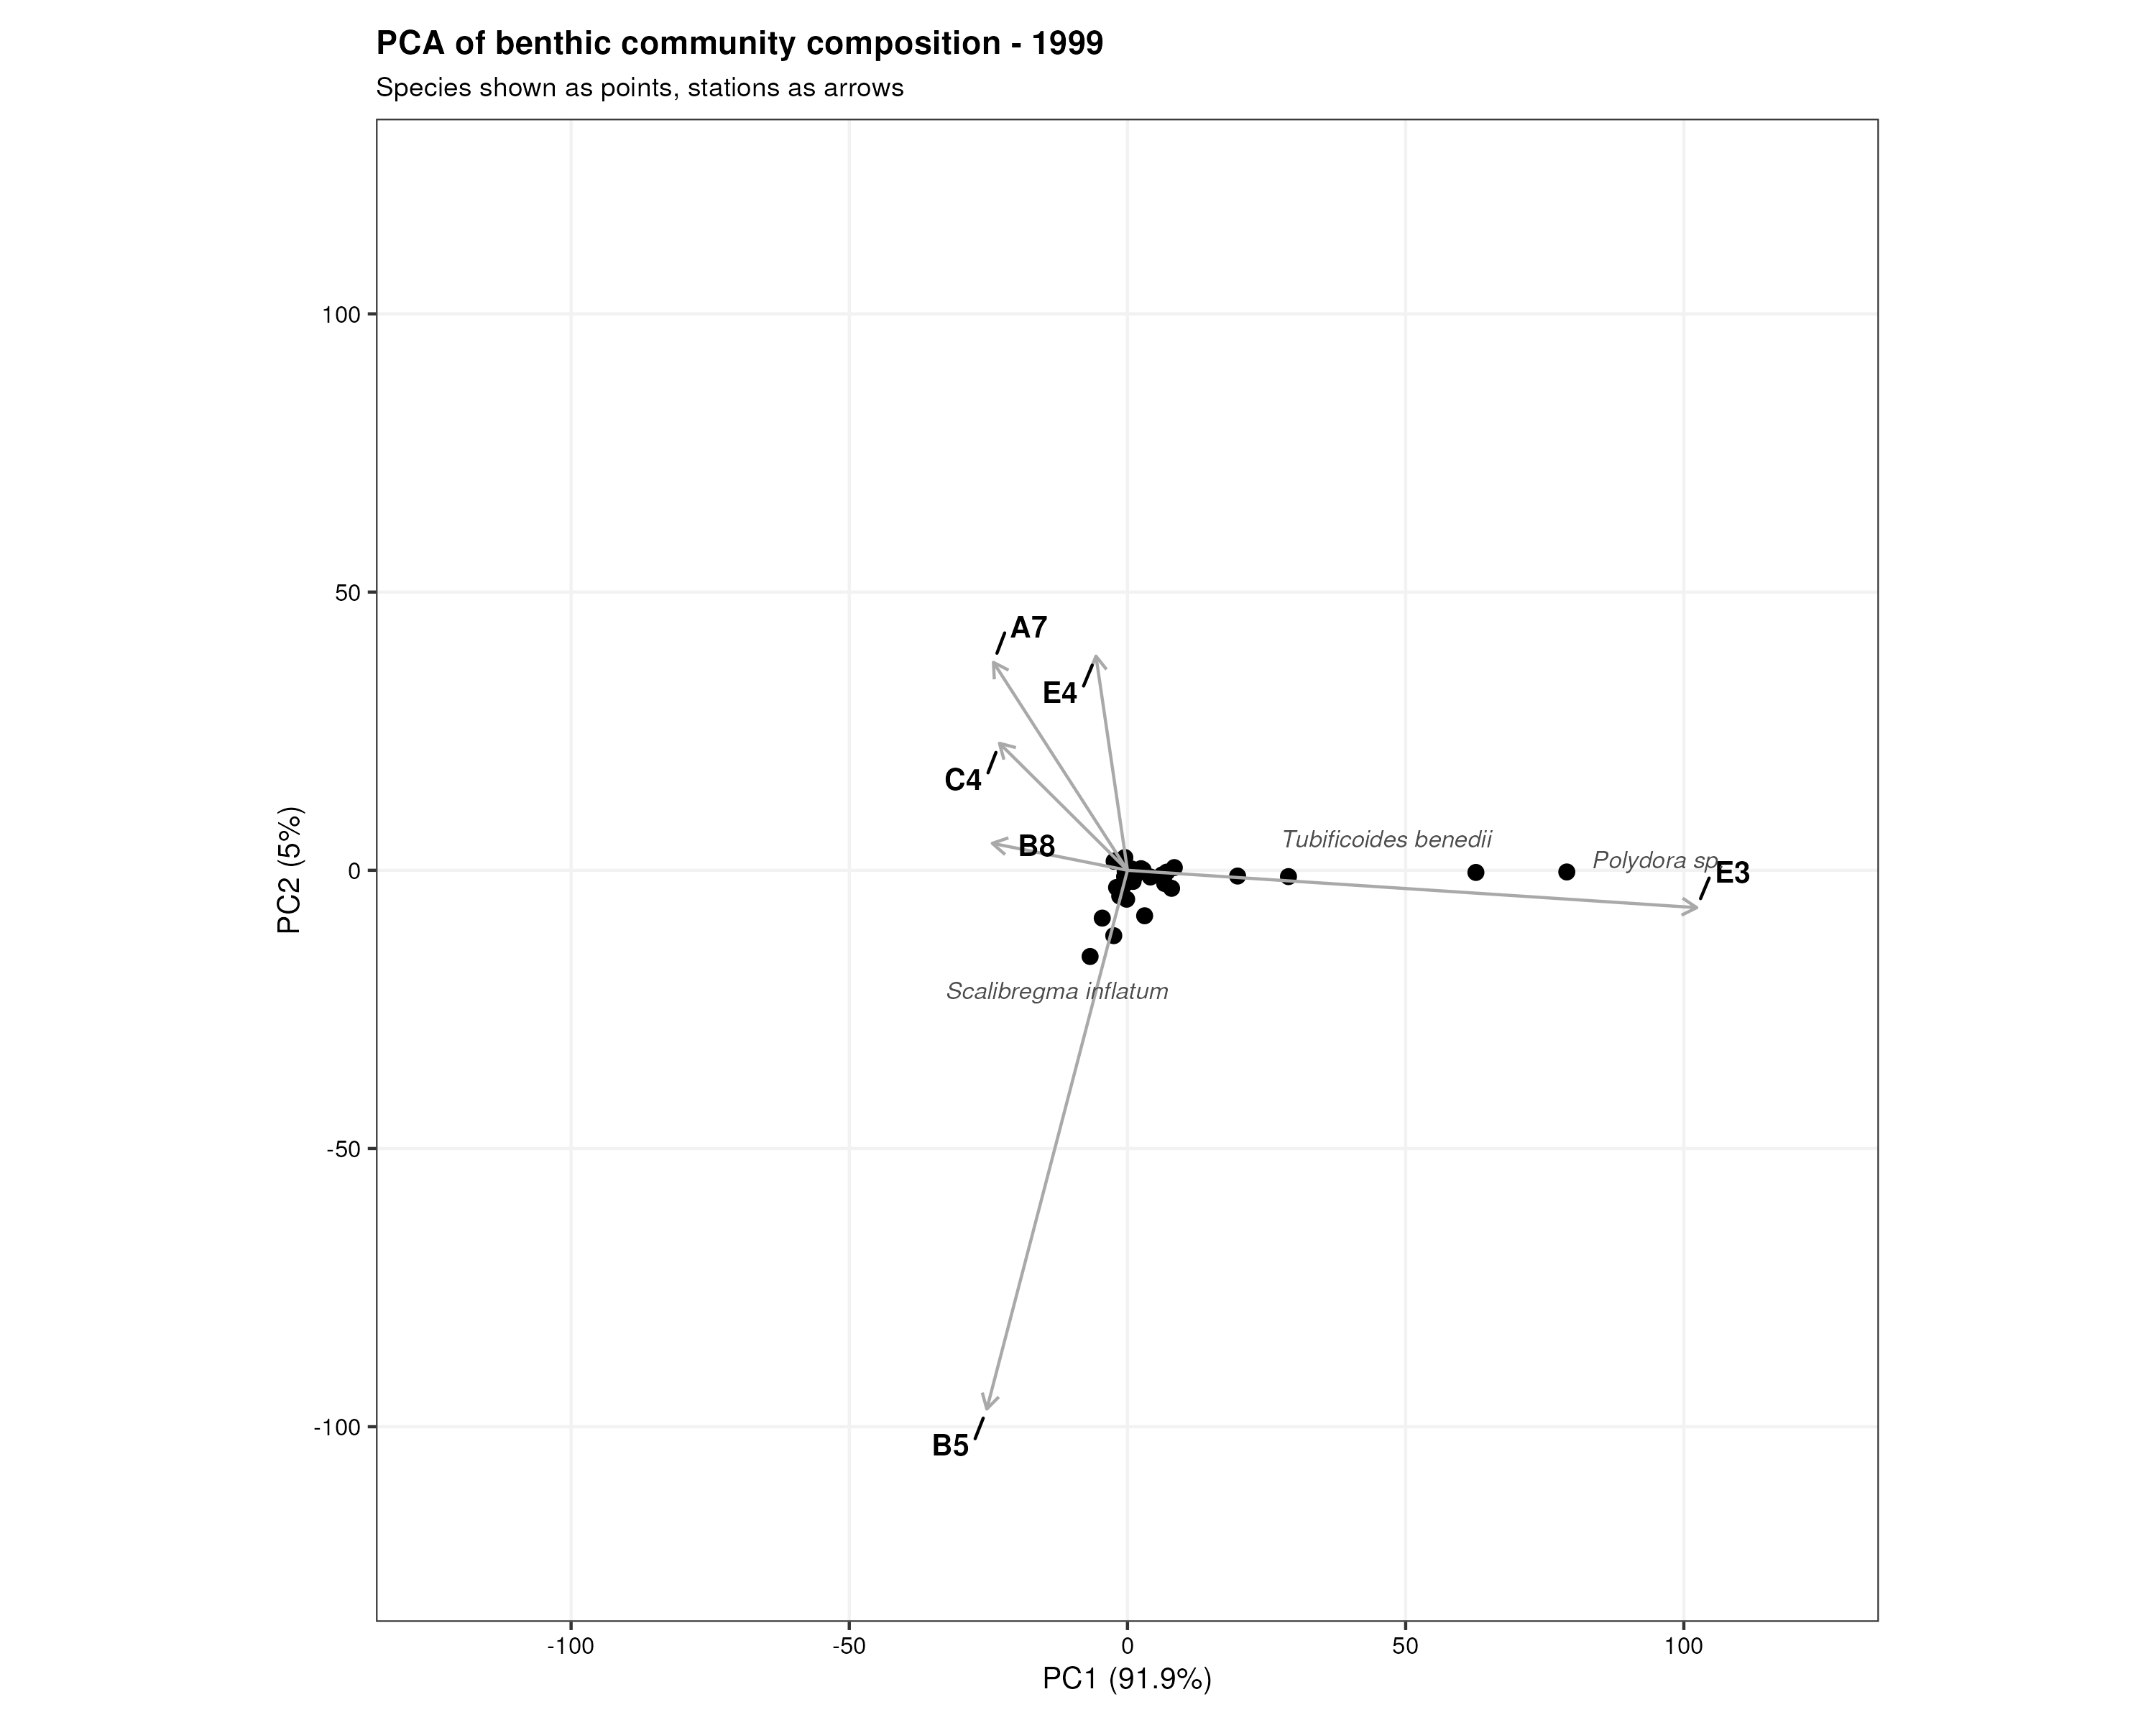 PCA of benthic community composition - 1999
Species shown as points, stations as arrows
100
50
0
-50
-100
PC2 (5%)
A7
E4
C4
B8
Tubificoides benedii
Polydora sp.
E3
Scalibregma inflatum
B5
-100
-50
0
50
100
PC1 (91.9%)